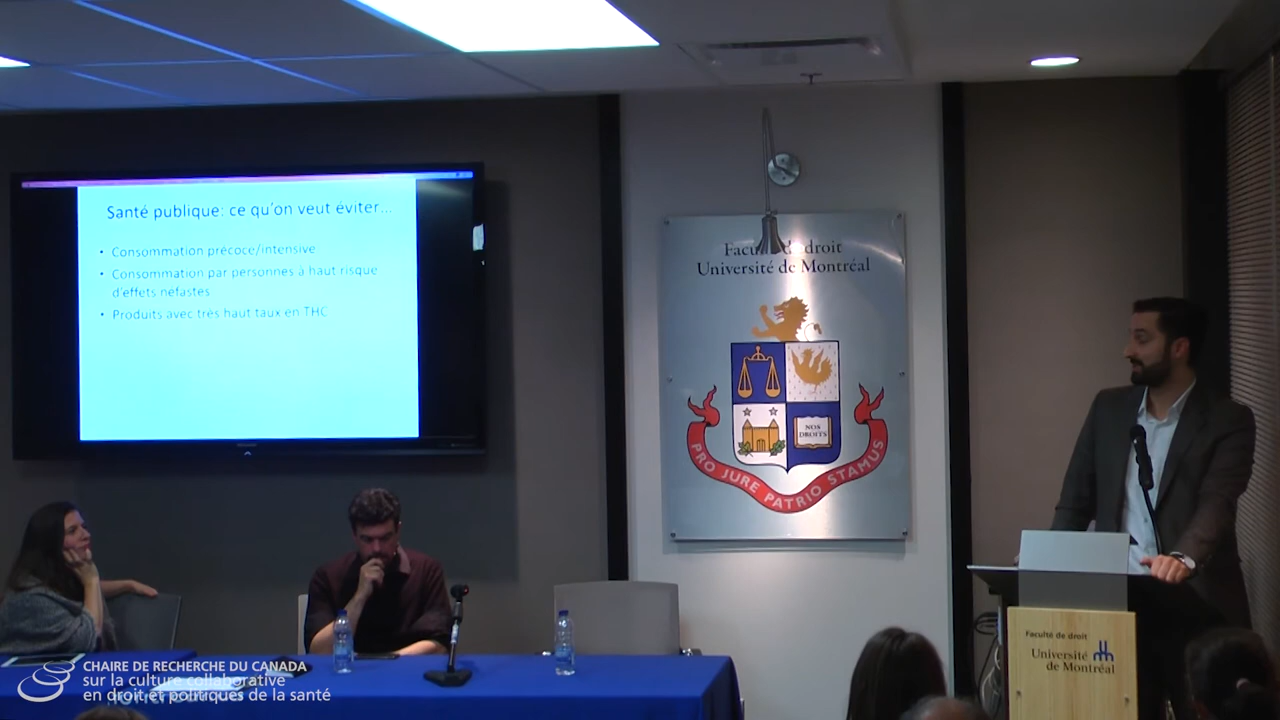 Santé publique: ce qu'on veut éviter...
• Consommation précoce/intensive
• Consommation par personnes à haut risque
d'effets néfastes
• Produits avec très haut taux en THC
Faculté de droit
Université de Montréal
NOS
DROITS
PRO JURE PATRIO STAMUS
Faculté de droit
Université
de Montréal
CHAIRE DE RECHERCHE DU CANADA
sur la culture collaborative
en droit et politiques de la santé